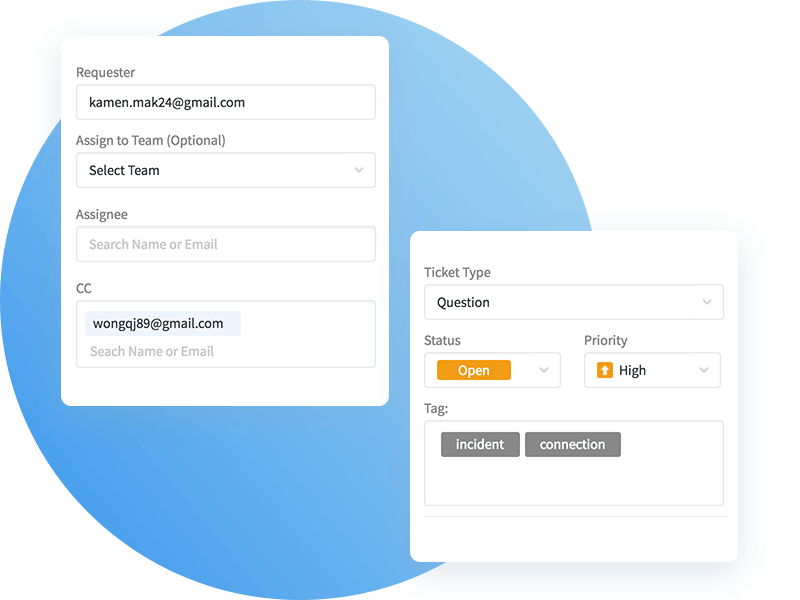 Requester
kamen.mak24@gmail.com
Assign to Team (Optional)
Select Team
Assignee
Search Name or Email
CC
wongqj89@gmail.com
Seach Name or Email
Ticket Type
Question
Status
Priority
Open
High
Tag:
incident connection